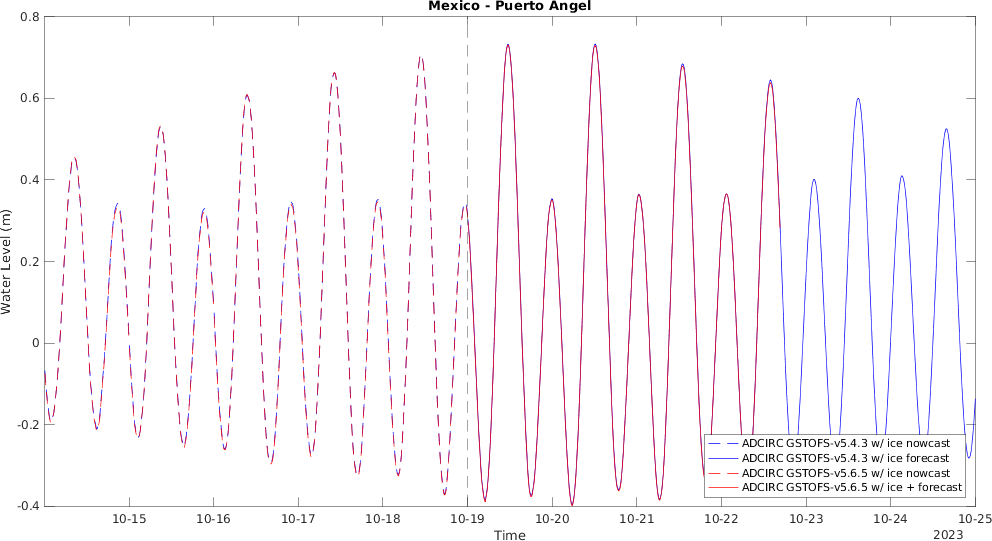 Mexico - Puerto Angel
0.8
0.6
0.4
0.2
0
-0.2
-0.4
Water Level (m)
ADCIRC GSTOFS-v5.4.3 w/ ice nowcast
ADCIRC GSTOFS-v5.4.3 w/ ice forecast
ADCIRC GSTOFS-v5.6.5 w/ ice nowcast
ADCIRC GSTOFS-v5.6.5 w/ ice + forecast
10-15 10-16 10-17 10-18 10-19 10-20 10-21 10-22 10-23 10-24 10-25
Time
2023